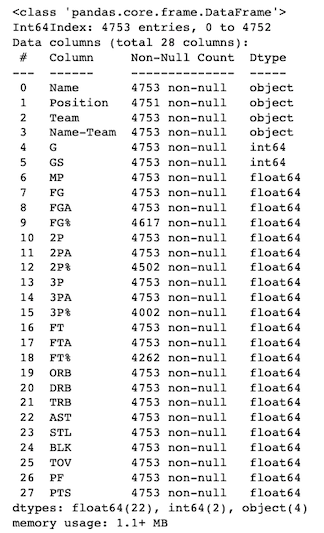 <class 'pandas.core.frame.DataFrame'>
Int64Index: 4753 entries, 0 to 4752
Data columns (total 28 columns):
 #   Column     Non-Null Count  Dtype
---  ------     --------------  -----
 0   Name       4753 non-null   object
 1   Position   4751 non-null   object
 2   Team       4753 non-null   object
 3   Name-Team  4753 non-null   object
 4   G          4753 non-null   int64
 5   GS         4753 non-null   int64
 6   MP         4753 non-null   float64
 7   FG         4753 non-null   float64
 8   FGA        4753 non-null   float64
 9   FG%        4617 non-null   float64
 10  2P         4753 non-null   float64
 11  2PA        4753 non-null   float64
 12  2P%        4502 non-null   float64
 13  3P         4753 non-null   float64
 14  3PA        4753 non-null   float64
 15  3P%        4002 non-null   float64
 16  FT         4753 non-null   float64
 17  FTA        4753 non-null   float64
 18  FT%        4262 non-null   float64
 19  ORB        4753 non-null   float64
 20  DRB        4753 non-null   float64
 21  TRB        4753 non-null   float64
 22  AST        4753 non-null   float64
 23  STL        4753 non-null   float64
 24  BLK        4753 non-null   float64
 25  TOV        4753 non-null   float64
 26  PF         4753 non-null   float64
 27  PTS        4753 non-null   float64
dtypes: float64(22), int64(2), object(4)
memory usage: 1.1+ MB